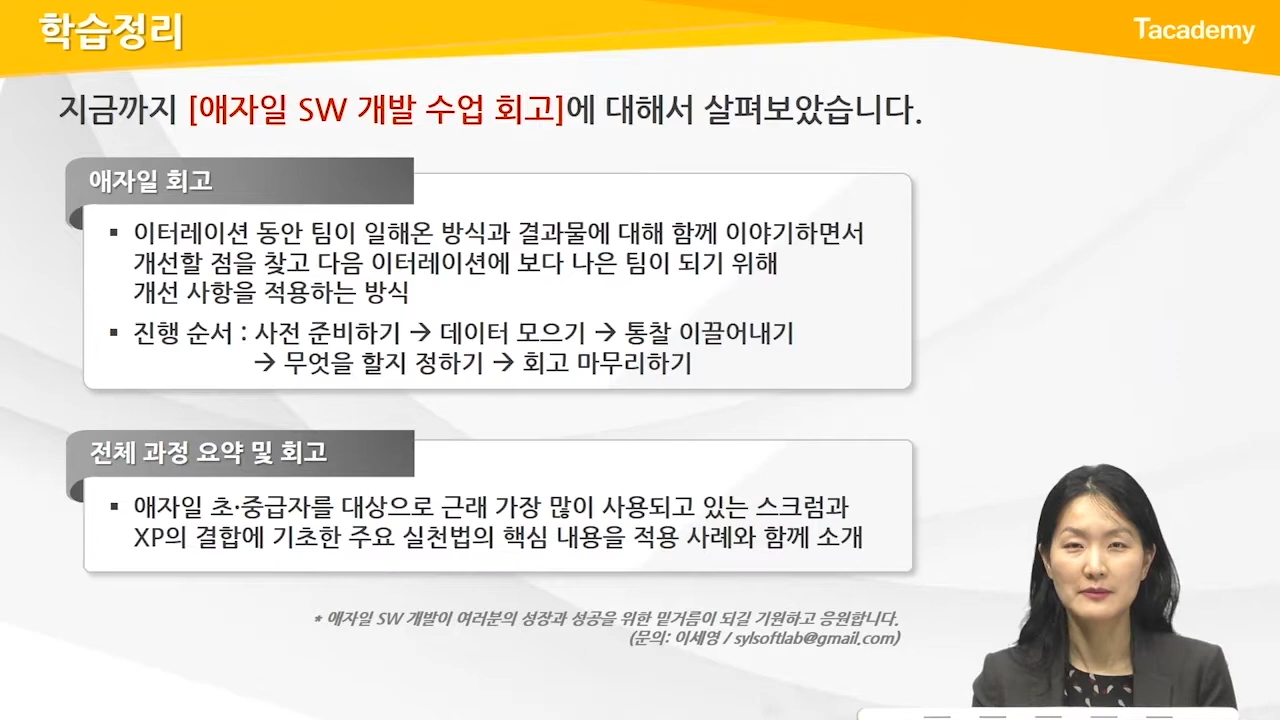 학습정리
Tacademy
지금까지 [애자일 SW 개발 수업 회고]에 대해서 살펴보았습니다.
애자일 회고
▪ 이터레이션 동안 팀이 일해온 방식과 결과물에 대해 함께 이야기하면서
개선할 점을 찾고 다음 이터레이션에 보다 나은 팀이 되기 위해
개선 사항을 적용하는 방식
▪ 진행 순서 : 사전 준비하기 → 데이터 모으기 → 통찰 이끌어내기
→ 무엇을 할지 정하기 → 회고 마무리하기
전체 과정 요약 및 회고
▪ 애자일 초·중급자를 대상으로 근래 가장 많이 사용되고 있는 스크럼과
XP의 결합에 기초한 주요 실천법의 핵심 내용을 적용 사례와 함께 소개
* 애자일 SW 개발이 여러분의 성장과 성공을 위한 밑거름이 되길 기원하고 응원합니다.
(문의: 이세영 / sylsoftlab@gmail.com)